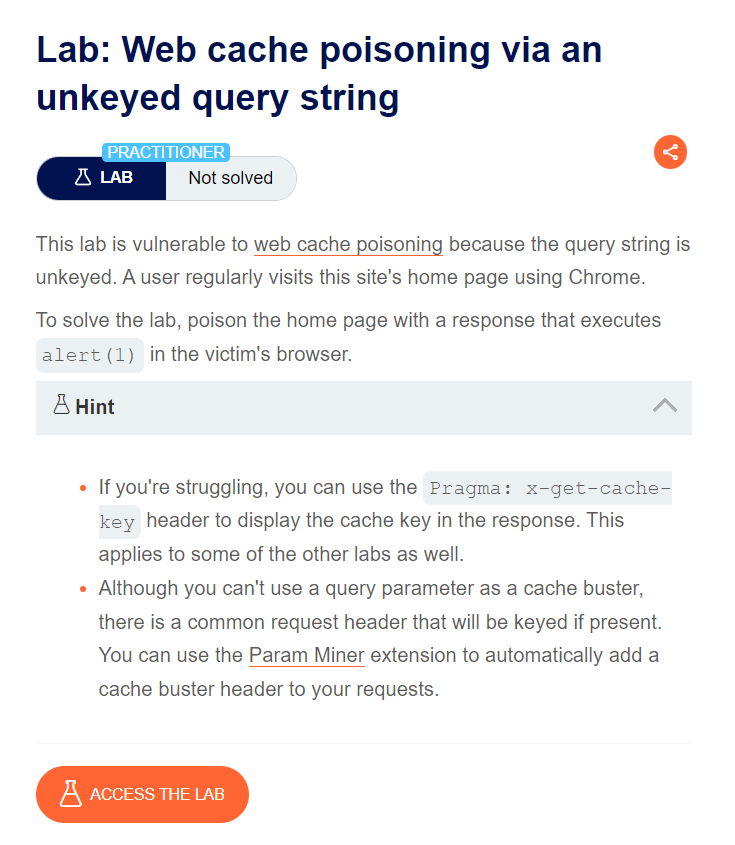 Lab: Web cache poisoning via an
unkeyed query string
PRACTITIONER
LAB
Not solved
This lab is vulnerable to web cache poisoning because the query string is
unkeyed. A user regularly visits this site's home page using Chrome.
To solve the lab, poison the home page with a response that executes
alert(1) in the victim's browser.
Hint
If you're struggling, you can use the Pragma: x-get-cache-
key header to display the cache key in the response. This
applies to some of the other labs as well.
Although you can't use a query parameter as a cache buster,
there is a common request header that will be keyed if present.
You can use the Param Miner extension to automatically add a
cache buster header to your requests.
ACCESS THE LAB